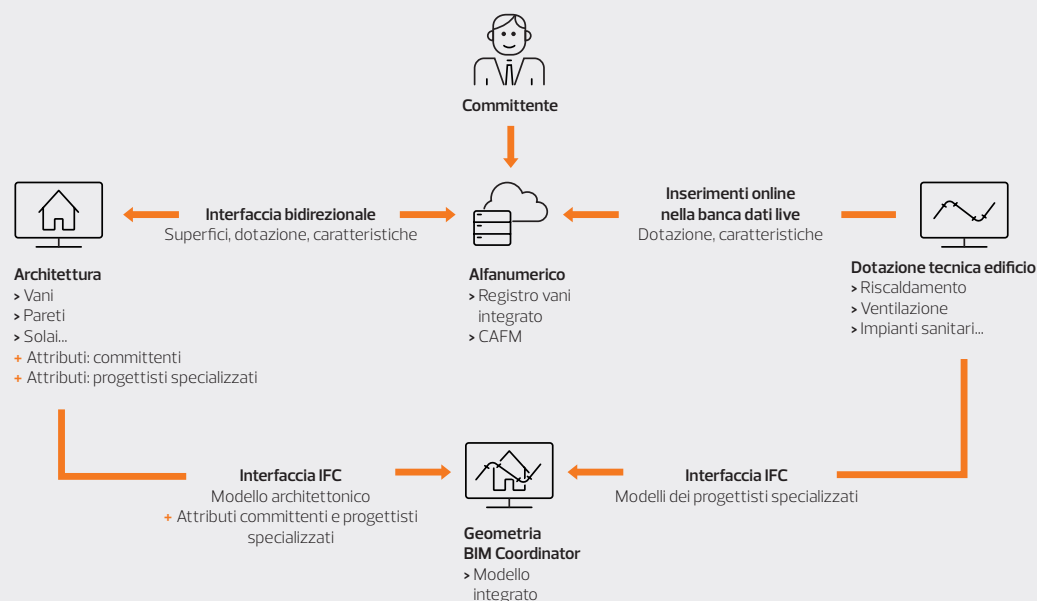 Committente
Interfaccia bidirezionale
Superfici, dotazione, caratteristiche
Inserimenti online
nella banca dati live
Dotazione, caratteristiche
Architettura
> Vani
> Pareti
> Solai...
+ Attributi: committenti
+ Attributi: progettisti specializzati
Alfanumerico
> Registro vani
integrato
> CAFM
Dotazione tecnica edificio
> Riscaldamento
> Ventilazione
> Impianti sanitari...
Interfaccia IFC
Modello architettonico
+ Attributi committenti e progettisti
specializzati
Interfaccia IFC
Modelli dei progettisti specializzati
Geometria
BIM Coordinator
> Modello
integrato